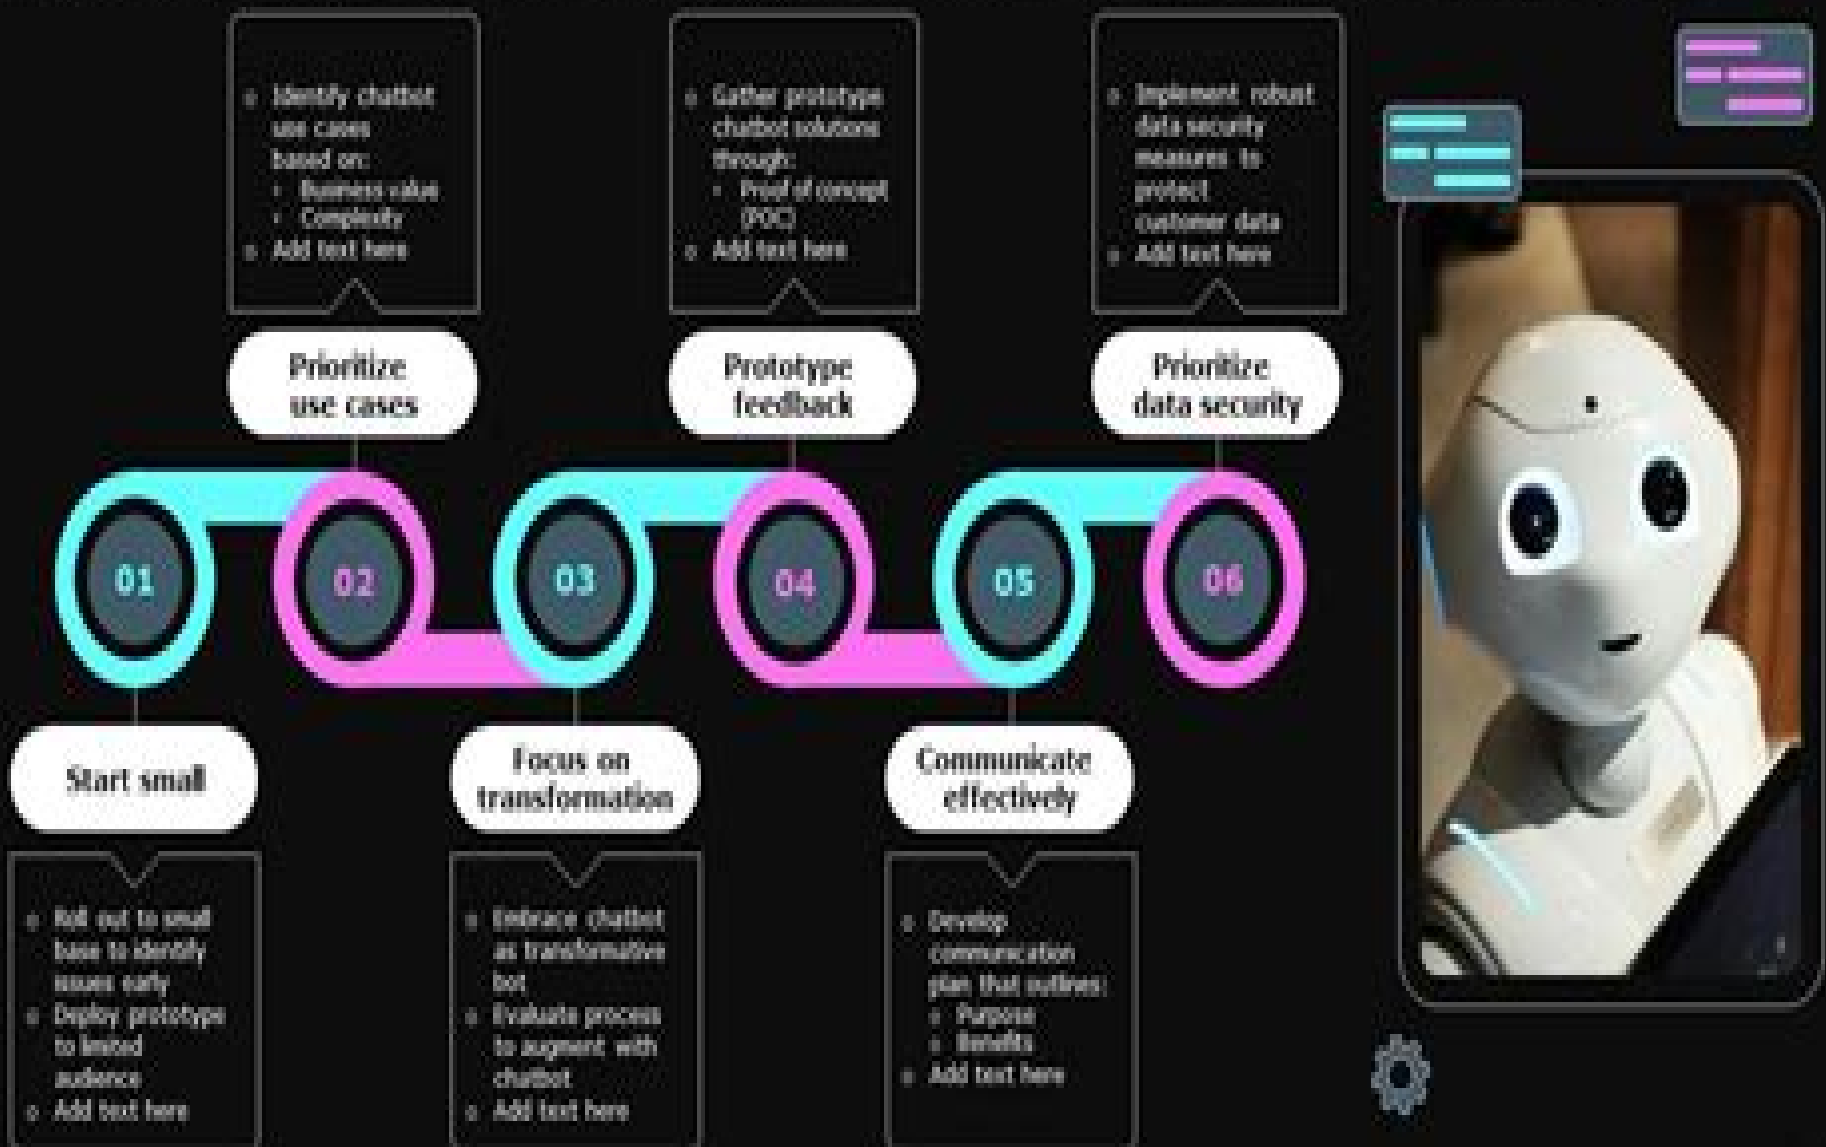 Identify chatbot
use cases
based on:
Business value
Complexity
Add text here
Prioritize
use cases
Gather prototype
chatbot solutions
through:
Proof of concept
(POC)
Add text here
Prototype
feedback
Implement robust
data security
measures to
protect
customer data
Add text here
Prioritize
data security
01
02
03
04
05
06
Start small
Roll out to small
base to identify
issues early
Deploy prototype
to limited
audience
Add text here
Focus on
transformation
Embrace chatbot
as transformative
bot
Evaluate process
to augment with
chatbot
Add text here
Communicate
effectively
Develop
communication
plan that outlines:
Purpose
Benefits
Add text here